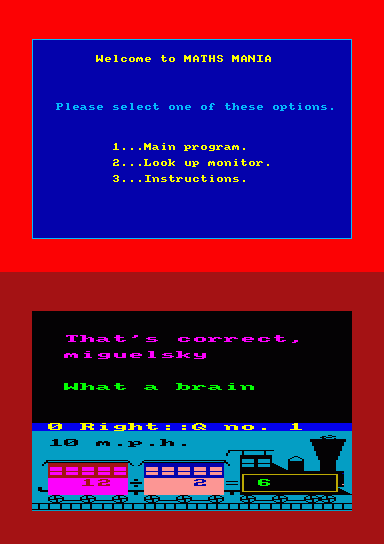 Welcome to MATHS MANIA
Please select one of these options.
1...Main program.
2...Look up monitor.
3...Instructions.
That's correct,
miguelsky
What a brain
0 Right::Q no. 1
10 m.p.h.
12 ÷ 2 = 6